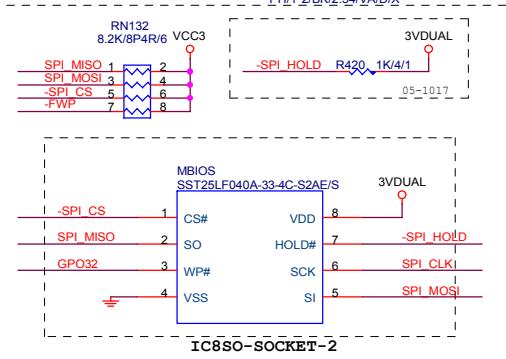 RN132
8.2K/8P4R/6 VCC3
SPI_MISO 1 2
SPI_MOSI 3 4
-SPI_CS 5 6
-FWP 7 8
3VDUAL
-SPI_HOLD R420 1K/4/1
05-1017
MBIOS
SST25LF040A-33-4C-S2AE/S
3VDUAL
-SPI_CS 1 CS# VDD 8
SPI_MISO 2 SO HOLD# 7 -SPI_HOLD
GPO32 3 WP# SCK 6 SPI_CLK
4 VSS SI 5 SPI_MOSI
IC8SO-SOCKET-2